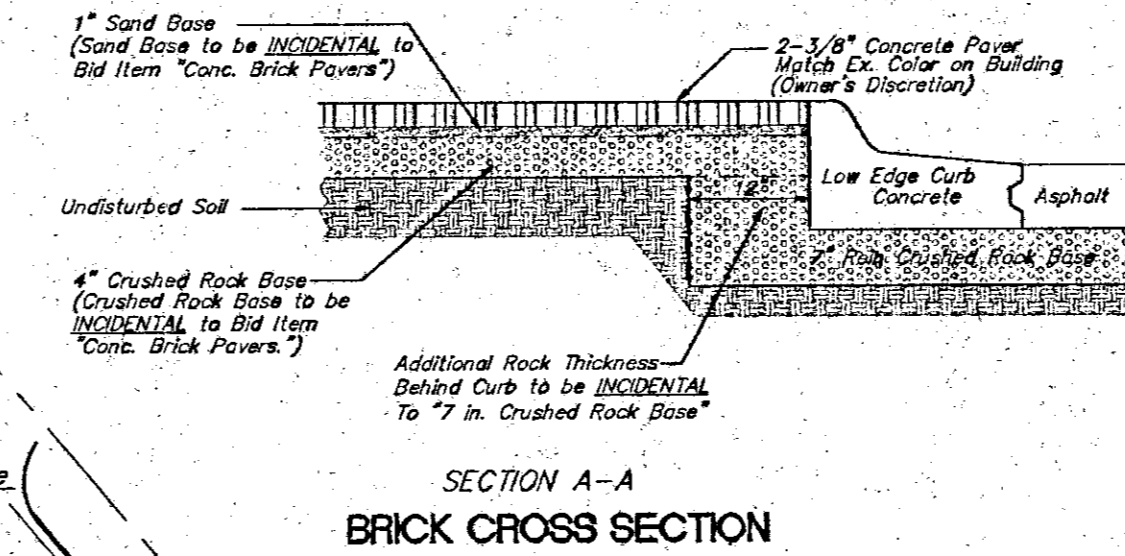 1" Sand Base
(Sand Base to be INCIDENTAL to
Bid Item "Conc. Brick Pavers")
2-3/8" Concrete Paver
Match Ex. Color on Building
(Owner's Discretion)
Undisturbed Soil
12"
Low Edge Curb
Concrete
Asphalt
7" Rein. Crushed Rock Base
4" Crushed Rock Base
(Crushed Rock Base to be
INCIDENTAL to Bid Item
"Conc. Brick Pavers.")
Additional Rock Thickness
Behind Curb to be INCIDENTAL
To "7 in. Crushed Rock Base"
SECTION A-A
BRICK CROSS SECTION